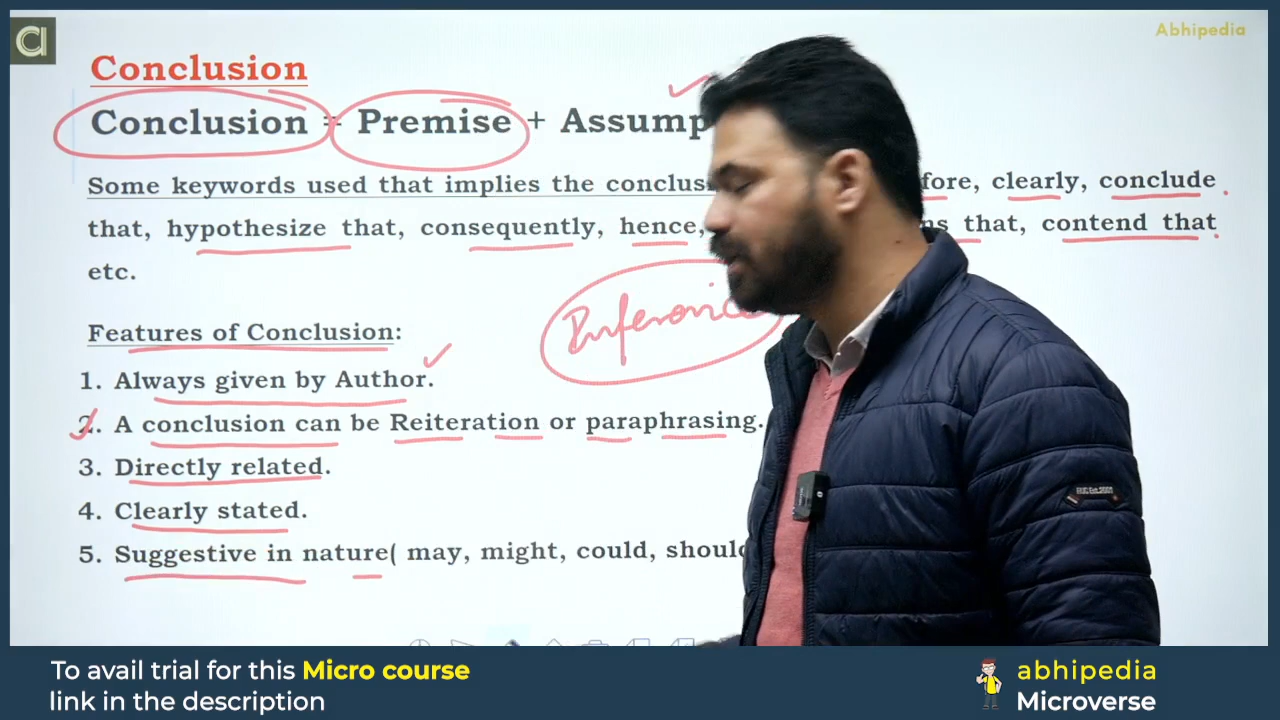 Abhipedia
Conclusion
Conclusion = Premise + Assump
Some keywords used that implies the conclus fore, clearly, conclude
that, hypothesize that, consequently, hence, ns that, contend that
etc.
Inference
Features of Conclusion:
1. Always given by Author.
2. A conclusion can be Reiteration or paraphrasing.
3. Directly related.
4. Clearly stated.
5. Suggestive in nature( may, might, could, should
To avail trial for this Micro course
link in the description
abhipedia
Microverse